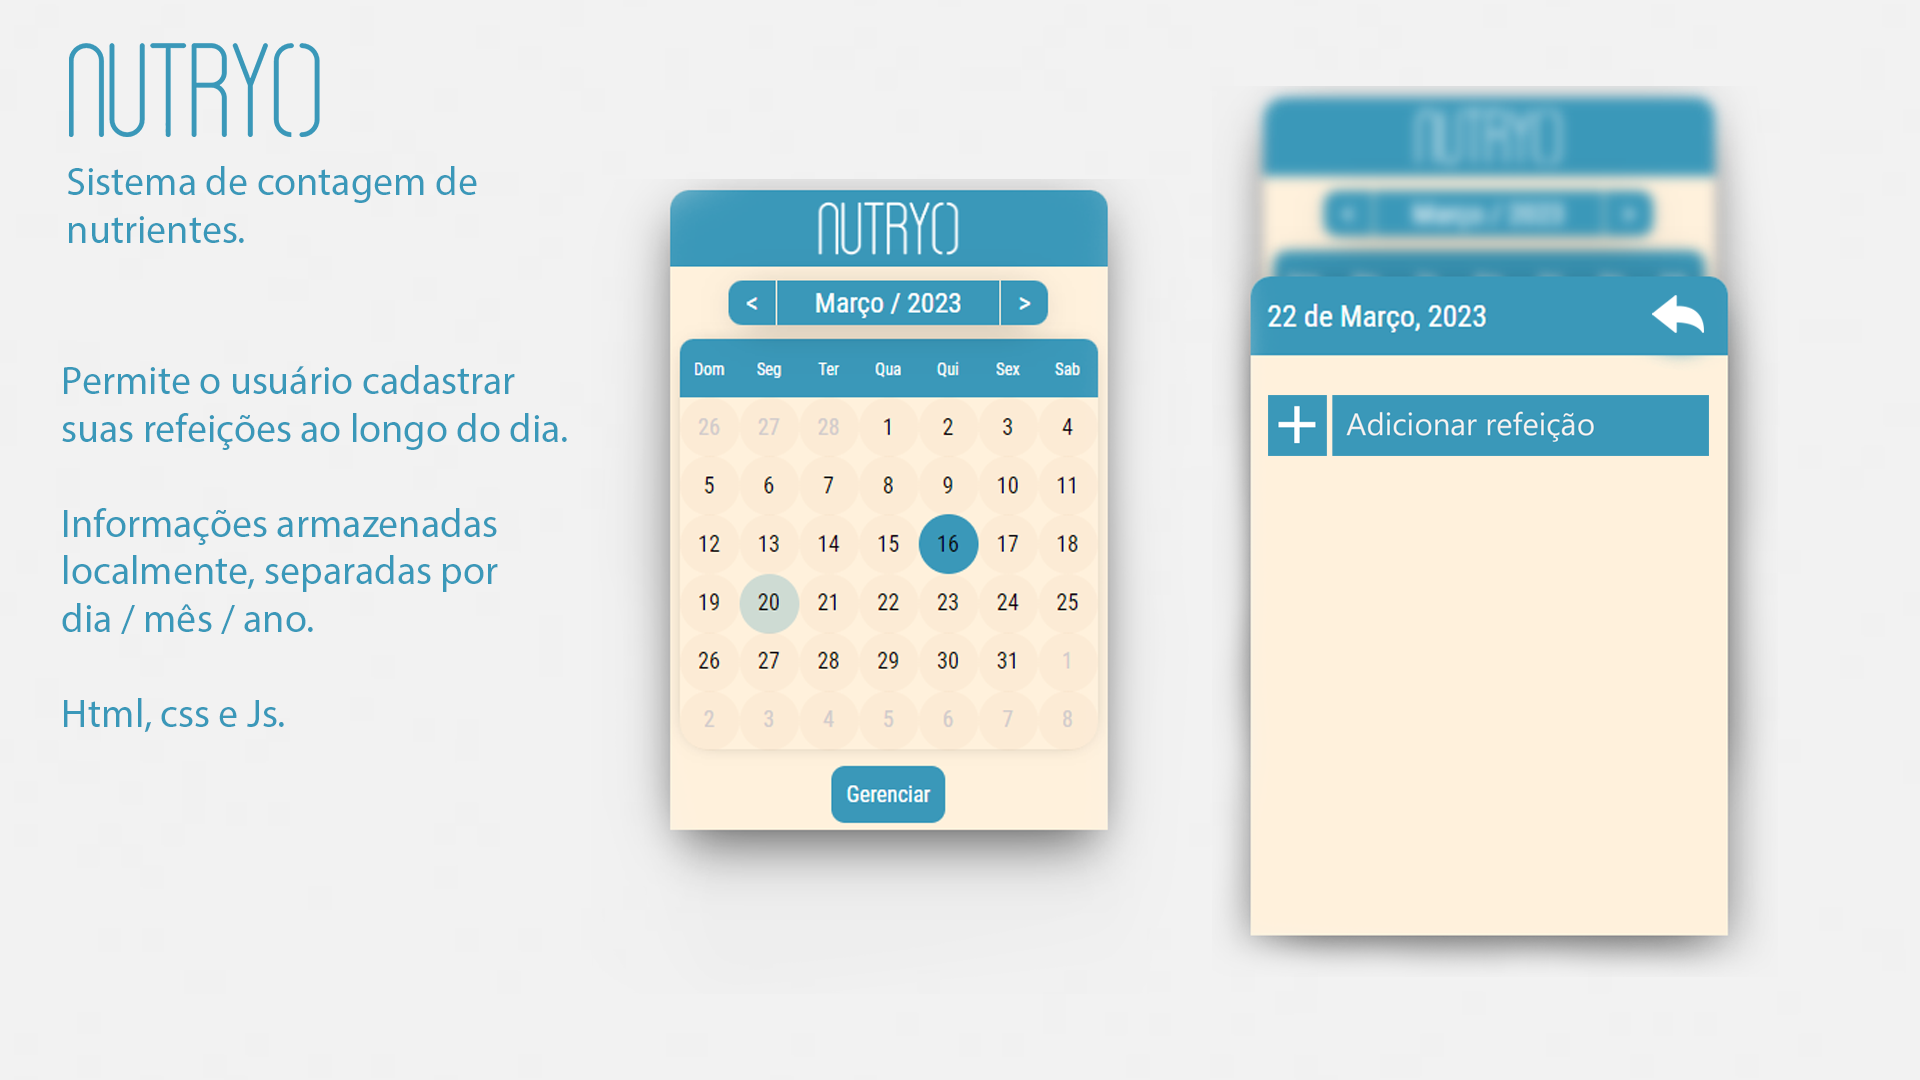 NUTRYO
Sistema de contagem de
nutrientes.
Permite o usuário cadastrar
suas refeições ao longo do dia.
Informações armazenadas
localmente, separadas por
dia / mês / ano.
Html, css e Js.
NUTRYO
< Março / 2023 >
Dom Seg Ter Qua Qui Sex Sab
26 27 28 1 2 3 4
5 6 7 8 9 10 11
12 13 14 15 16 17 18
19 20 21 22 23 24 25
26 27 28 29 30 31 1
2 3 4 5 6 7 8
Gerenciar
NUTRYO
< Março / 2023 >
22 de Março, 2023
+ Adicionar refeição